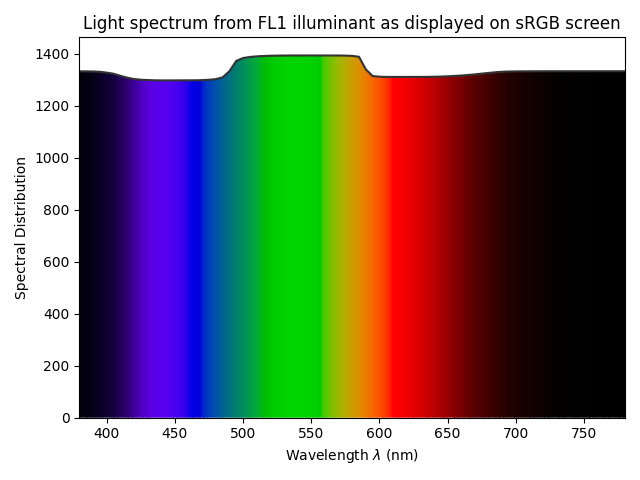 Light spectrum from FL1 illuminant as displayed on sRGB screen
Spectral Distribution
1400
1200
1000
800
600
400
200
0
400 450 500 550 600 650 700 750
Wavelength λ (nm)